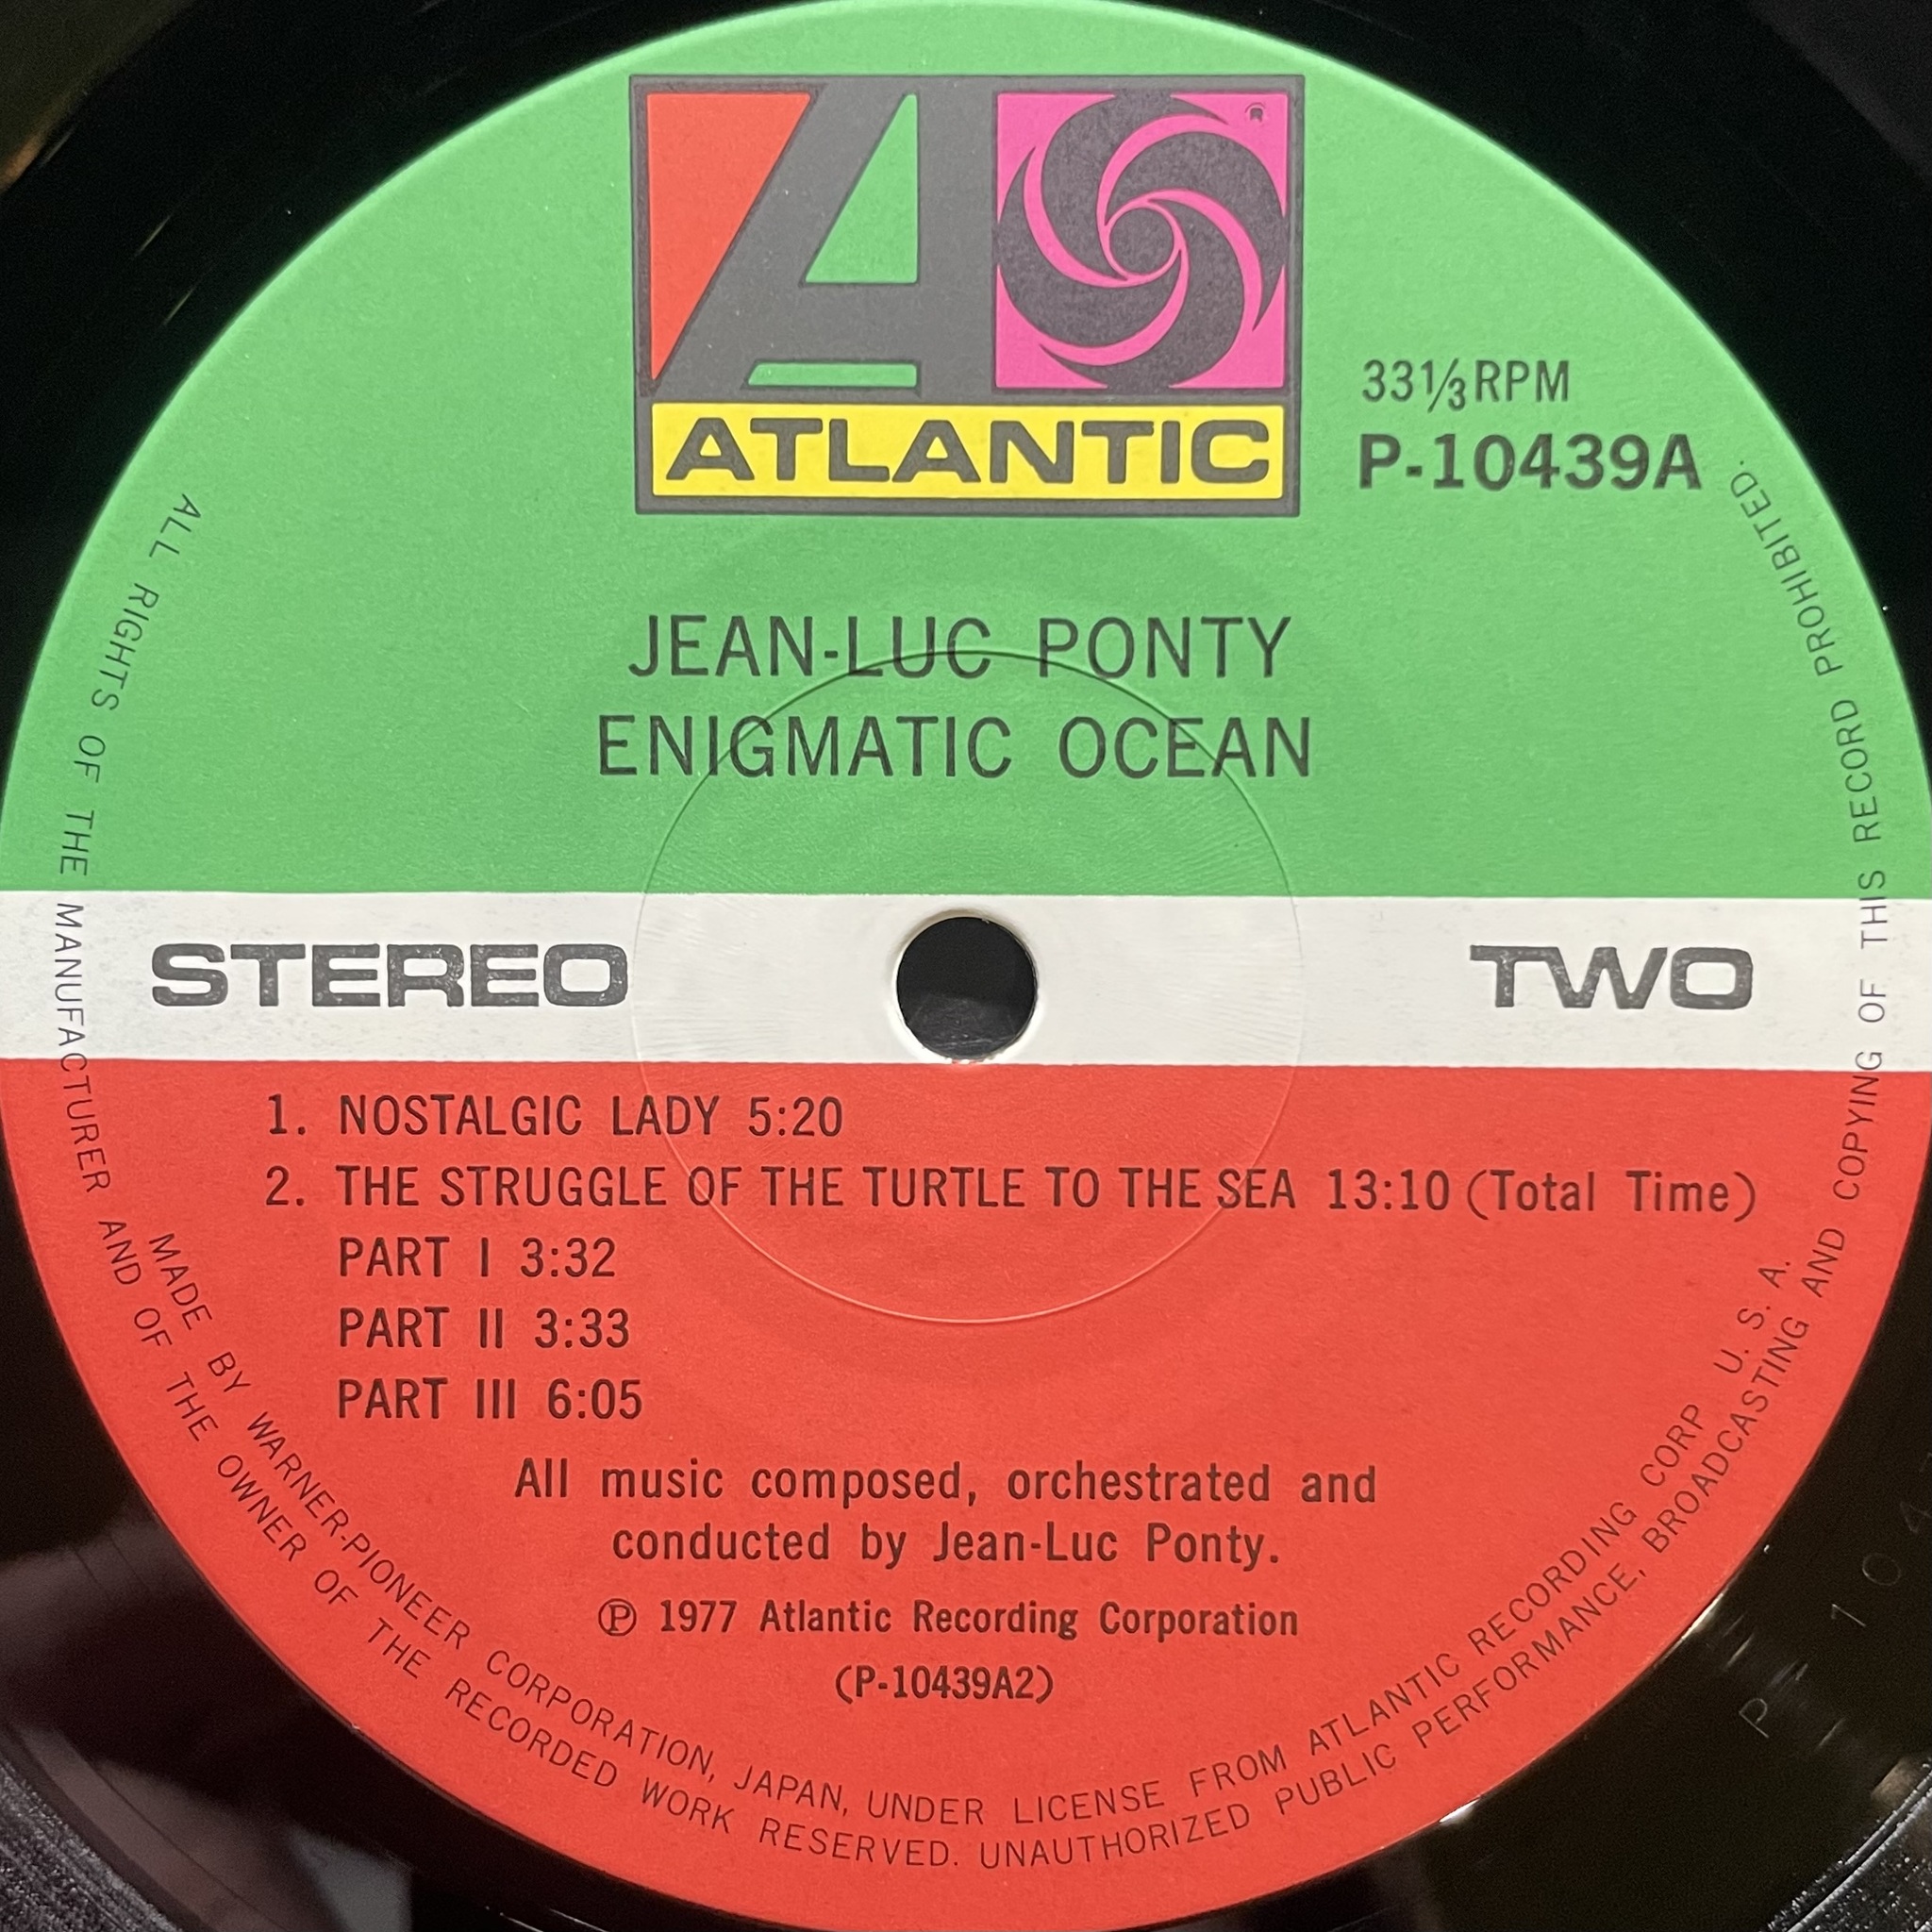 ATLANTIC
®
33⅓RPM
P-10439A
JEAN-LUC PONTY
ENIGMATIC OCEAN
STEREO
TWO
1. NOSTALGIC LADY 5:20
2. THE STRUGGLE OF THE TURTLE TO THE SEA 13:10 (Total Time)
PART I 3:32
PART II 3:33
PART III 6:05
All music composed, orchestrated and
conducted by Jean-Luc Ponty.
℗ 1977 Atlantic Recording Corporation
(P-10439A2)
MADE BY WARNER-PIONEER CORPORATION, JAPAN, UNDER LICENSE FROM ATLANTIC RECORDING CORP U. S. A.
ALL RIGHTS OF THE MANUFACTURER AND OF THE OWNER OF THE RECORDED WORK RESERVED. UNAUTHORIZED PUBLIC PERFORMANCE, BROADCASTING AND COPYING OF THIS RECORD PROHIBITED.